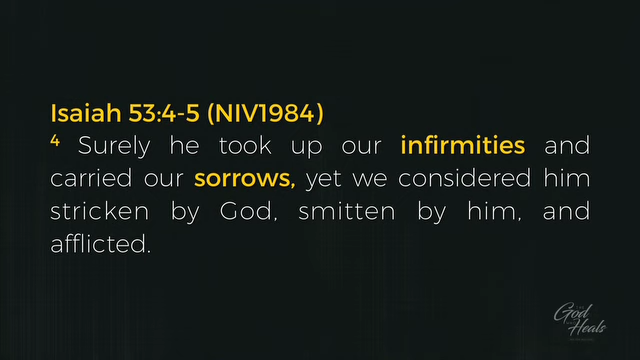 Isaiah 53:4-5 (NIV1984)
4 Surely he took up our infirmities and
carried our sorrows, yet we considered him
stricken by God, smitten by him, and
afflicted.
THE
God
Heals